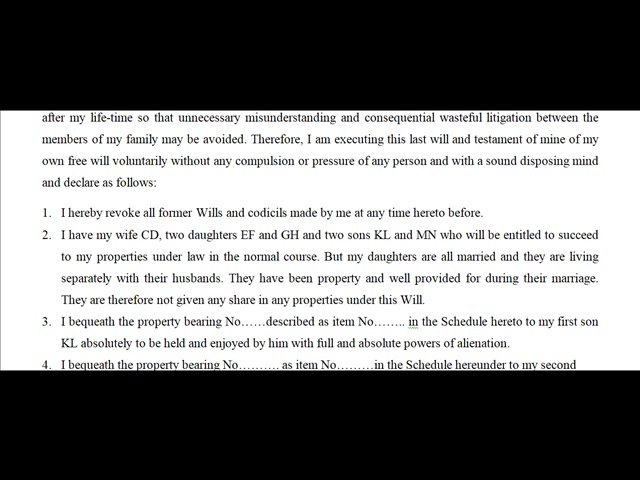 after my life-time so that unnecessary misunderstanding and consequential wasteful litigation between the
members of my family may be avoided. Therefore, I am executing this last will and testament of mine of my
own free will voluntarily without any compulsion or pressure of any person and with a sound disposing mind
and declare as follows:
1. I hereby revoke all former Wills and codicils made by me at any time hereto before.
2. I have my wife CD, two daughters EF and GH and two sons KL and MN who will be entitled to succeed
to my properties under law in the normal course. But my daughters are all married and they are living
separately with their husbands. They have been property and well provided for during their marriage.
They are therefore not given any share in any properties under this Will.
3. I bequeath the property bearing No……described as item No…….. in the Schedule hereto to my first son
KL absolutely to be held and enjoyed by him with full and absolute powers of alienation.
4. I bequeath the property bearing No………. as item No………in the Schedule hereunder to my second